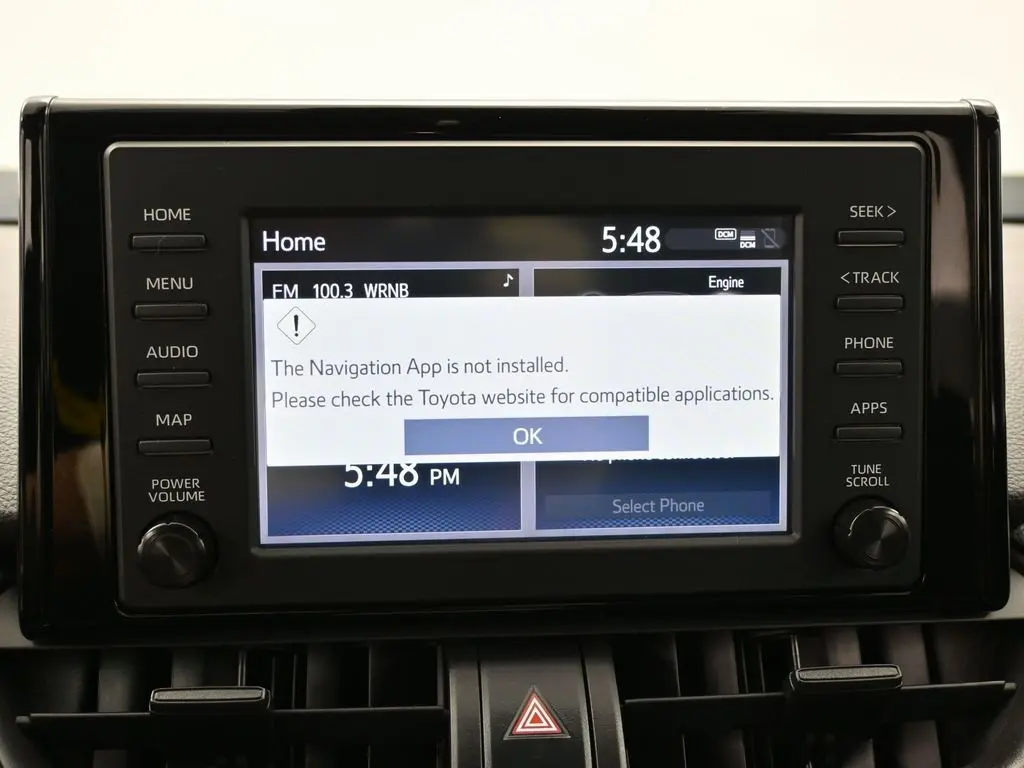 HOME
MENU
AUDIO
MAP
POWER
VOLUME
Home
5:48
DCM
DCM
FM 100.3 WRNB
Engine
!
The Navigation App is not installed.
Please check the Toyota website for compatible applications.
OK
5:48 PM
Select Phone
SEEK >
< TRACK
PHONE
APPS
TUNE
SCROLL